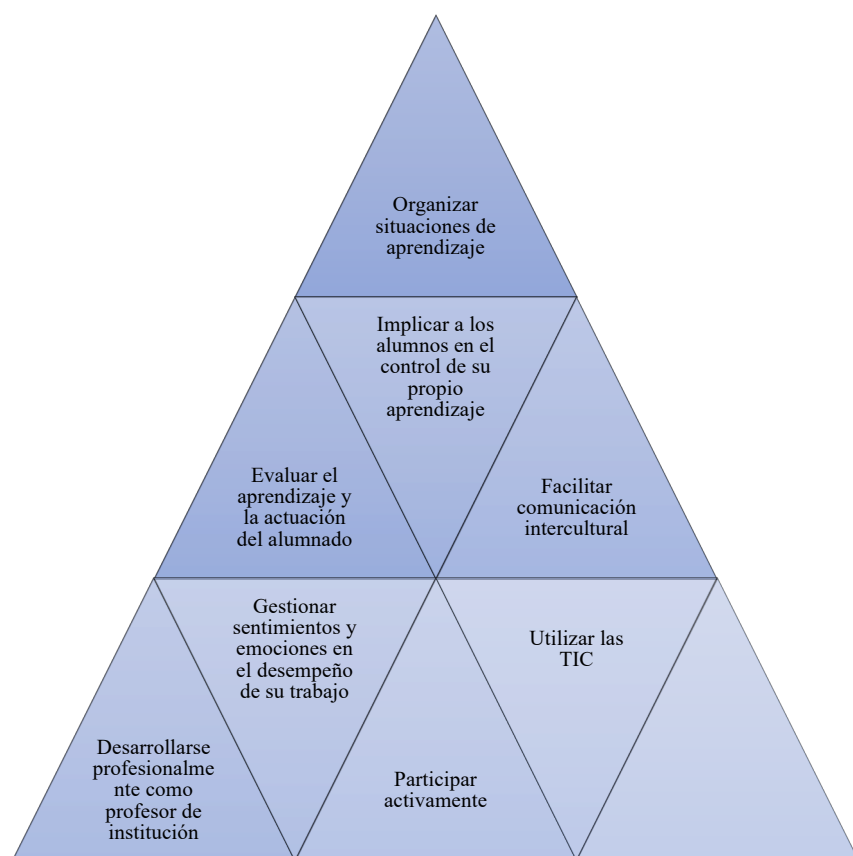 Organizar
situaciones de
aprendizaje
Implicar a los
alumnos en el
control de su
propio
aprendizaje
Evaluar el
aprendizaje y
la actuación
del alumnado
Facilitar
comunicación
intercultural
Gestionar
sentimientos y
emociones en
el desempeño
de su trabajo
Utilizar las
TIC
Desarrollarse
profesionalme
nte como
profesor de
institución
Participar
activamente